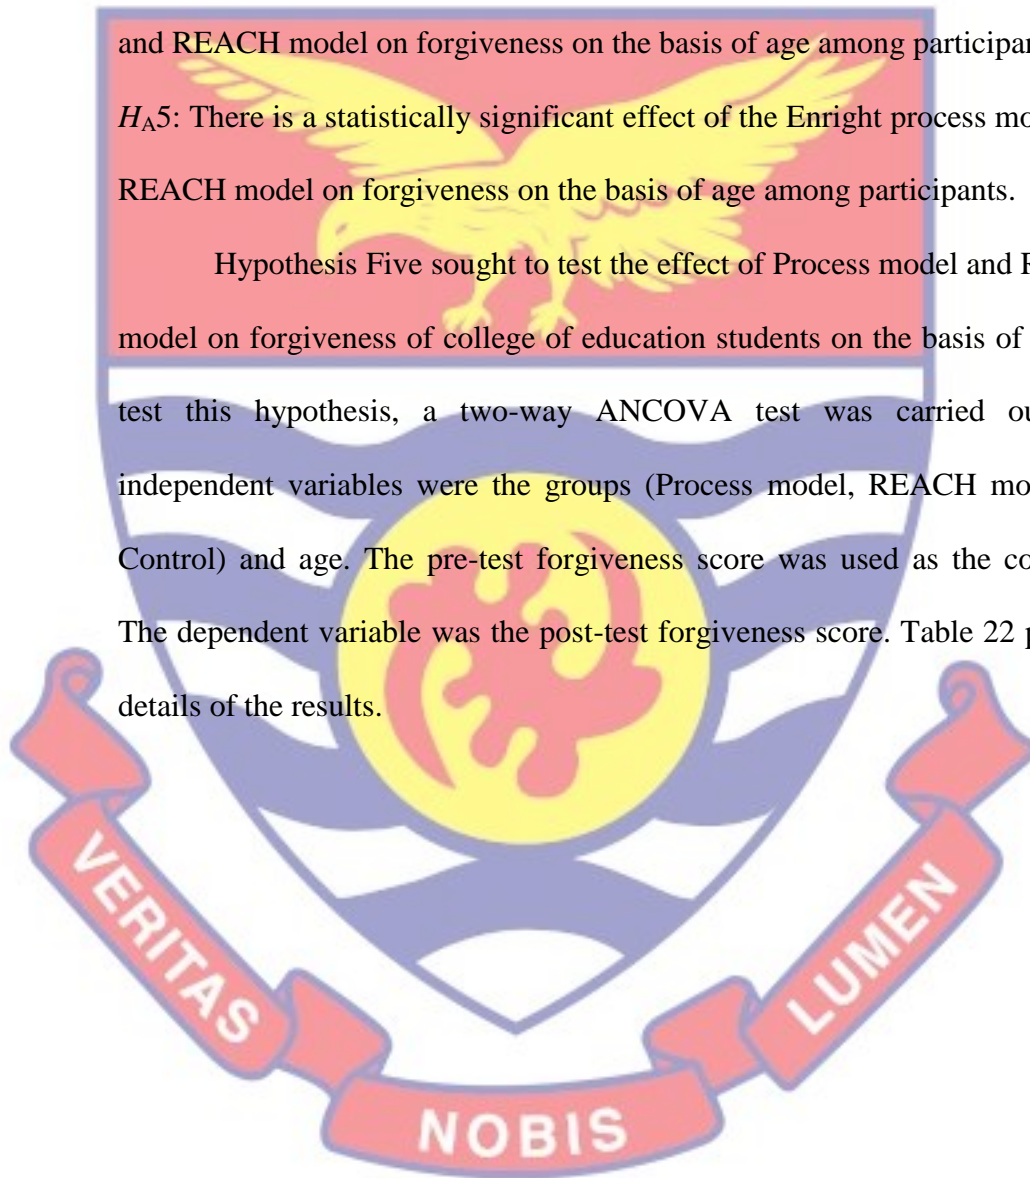 and REACH model on forgiveness on the basis of age among participan
H_A5: There is a statistically significant effect of the Enright process mo
REACH model on forgiveness on the basis of age among participants.
Hypothesis Five sought to test the effect of Process model and
model on forgiveness of college of education students on the basis of
test this hypothesis, a two-way ANCOVA test was carried ou
independent variables were the groups (Process model, REACH mo
Control) and age. The pre-test forgiveness score was used as the co
The dependent variable was the post-test forgiveness score. Table 22 p
details of the results.
VERITAS
NOBIS
LUMEN